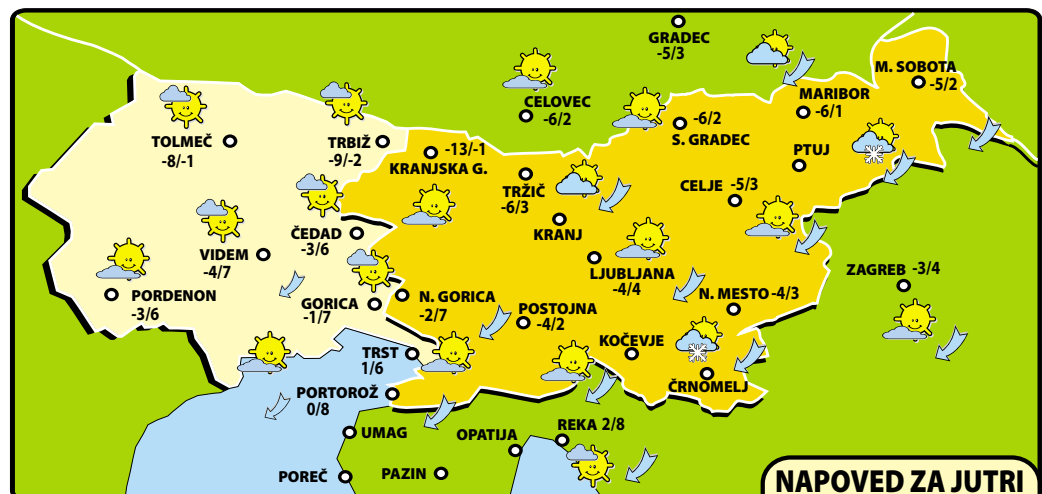 GRADEC
-5/3
M. SOBOTA
-5/2
CELOVEC
-6/2
MARIBOR
-6/1
TOLMEČ
-8/-1
TRBIŽ
-9/-2
-13/-1
KRANJSKA G.
-6/2
S. GRADEC
PTUJ
TRŽIČ
-6/3
CELJE -5/3
KRANJ
ČEDAD
-3/6
VIDEM
-4/7
LJUBLJANA
-4/4
ZAGREB -3/4
PORDENON
-3/6
GORICA
-1/7
N. GORICA
-2/7
POSTOJNA
-4/2
N. MESTO -4/3
KOČEVJE
TRST
1/6
ČRNOMELJ
PORTOROŽ
0/8
UMAG
OPATIJA
REKA 2/8
POREČ
PAZIN
NAPOVED ZA JUTRI